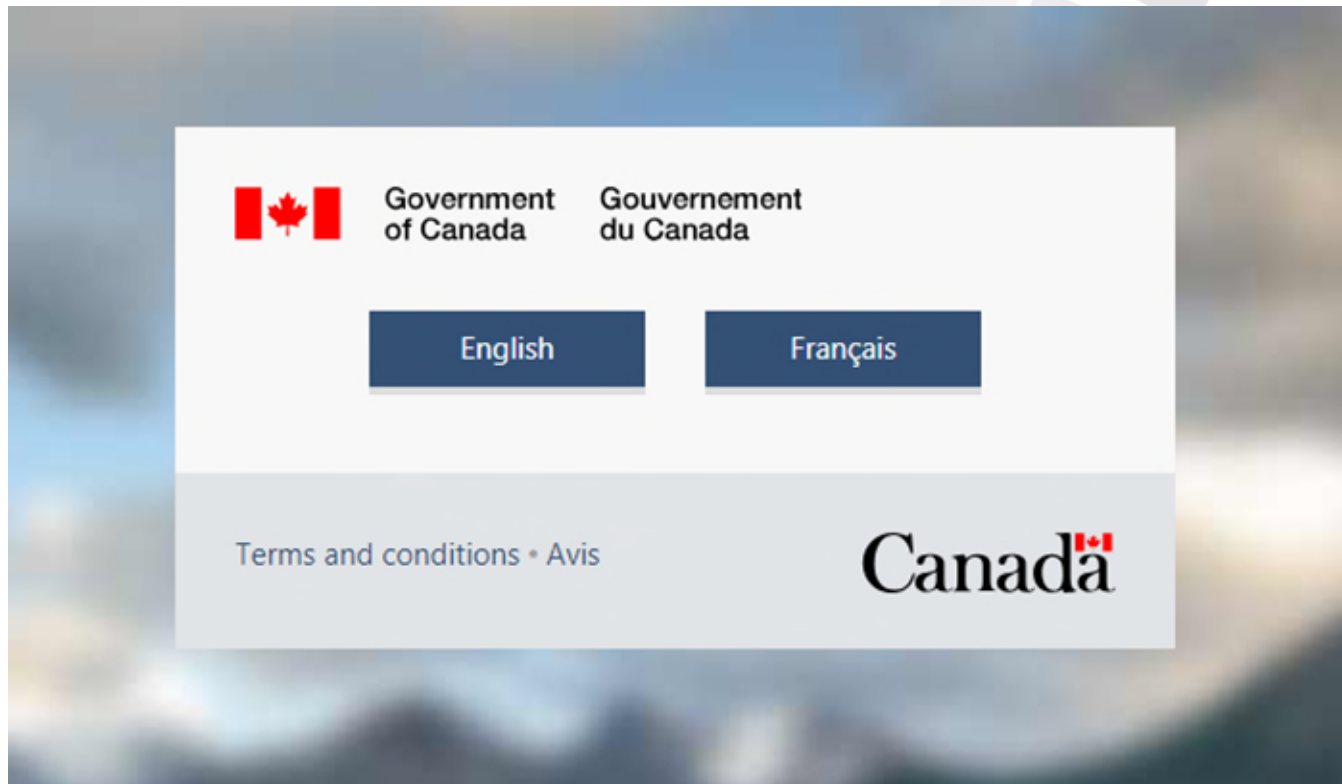 Government
of Canada
Gouvernement
du Canada
English
Français
Terms and conditions • Avis
Canada